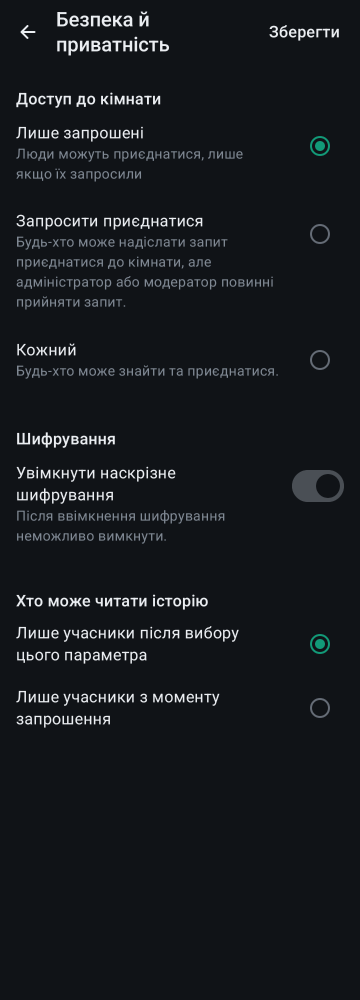 Безпека й
приватність
Зберегти
Доступ до кімнати
Лише запрошені
Люди можуть приєднатися, лише
якщо їх запросили
Запросити приєднатися
Будь-хто може надіслати запит
приєднатися до кімнати, але
адміністратор або модератор повинні
прийняти запит.
Кожний
Будь-хто може знайти та приєднатися.
Шифрування
Увімкнути наскрізне
шифрування
Після ввімкнення шифрування
неможливо вимкнути.
Хто може читати історію
Лише учасники після вибору
цього параметра
Лише учасники з моменту
запрошення